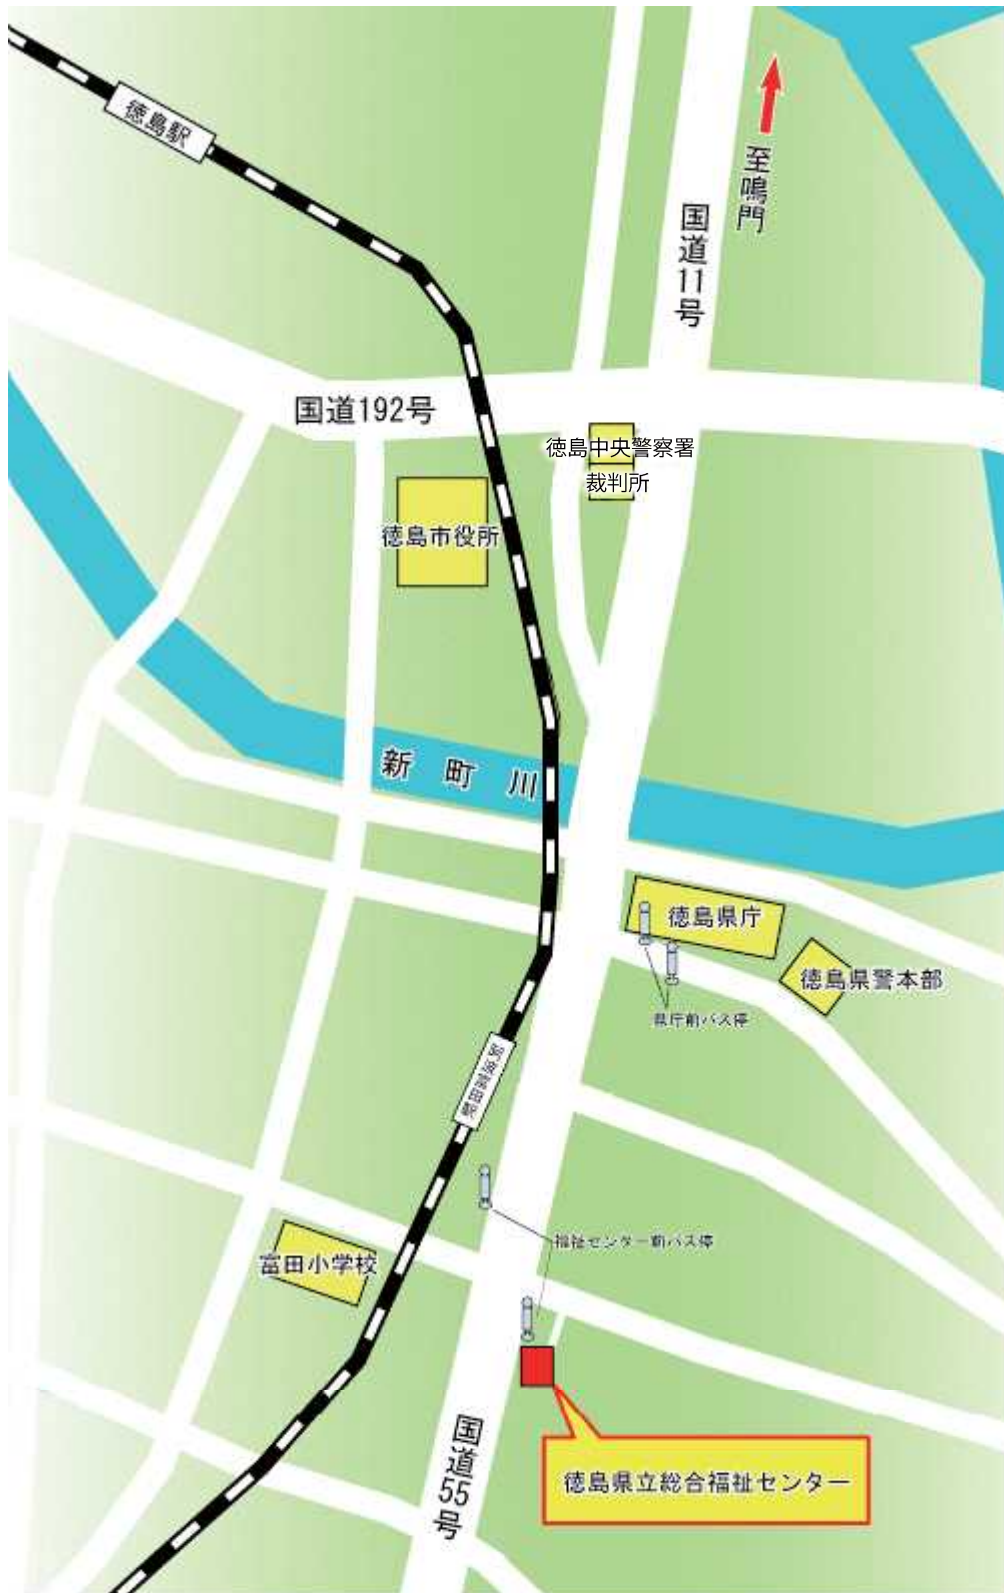 徳島駅
至鳴門
国道11号
国道192号
徳島中央警察署
裁判所
徳島市役所
新町川
徳島県庁
徳島県警本部
県庁前バス停
阿波富田駅
福祉センター前バス停
富田小学校
国道55号
徳島県立総合福祉センター